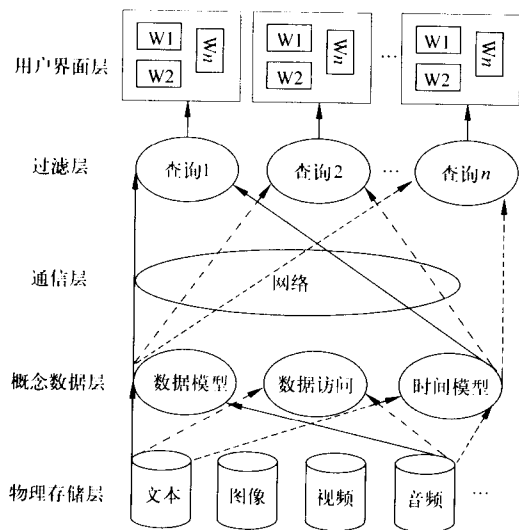 W1 Wn W1 Wn W1 Wn
用户界面层 ···
W2 W2 W2
过滤层 查询1 查询2 ··· 查询n
通信层 网络
概念数据层 数据模型 数据访问 时间模型
物理存储层 文本 图像 视频 音频 ···